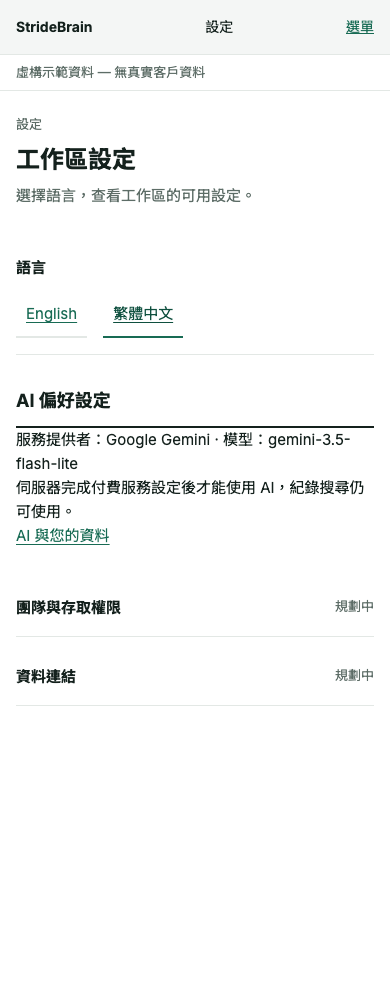 StrideBrain
設定
選單
虛構示範資料 — 無真實客戶資料
設定
工作區設定
選擇語言，查看工作區的可用設定。
語言
English
繁體中文
AI 偏好設定
服務提供者：Google Gemini · 模型：gemini-3.5-
flash-lite
伺服器完成付費服務設定後才能使用 AI，紀錄搜尋仍
可使用。
AI 與您的資料
團隊與存取權限
規劃中
資料連結
規劃中